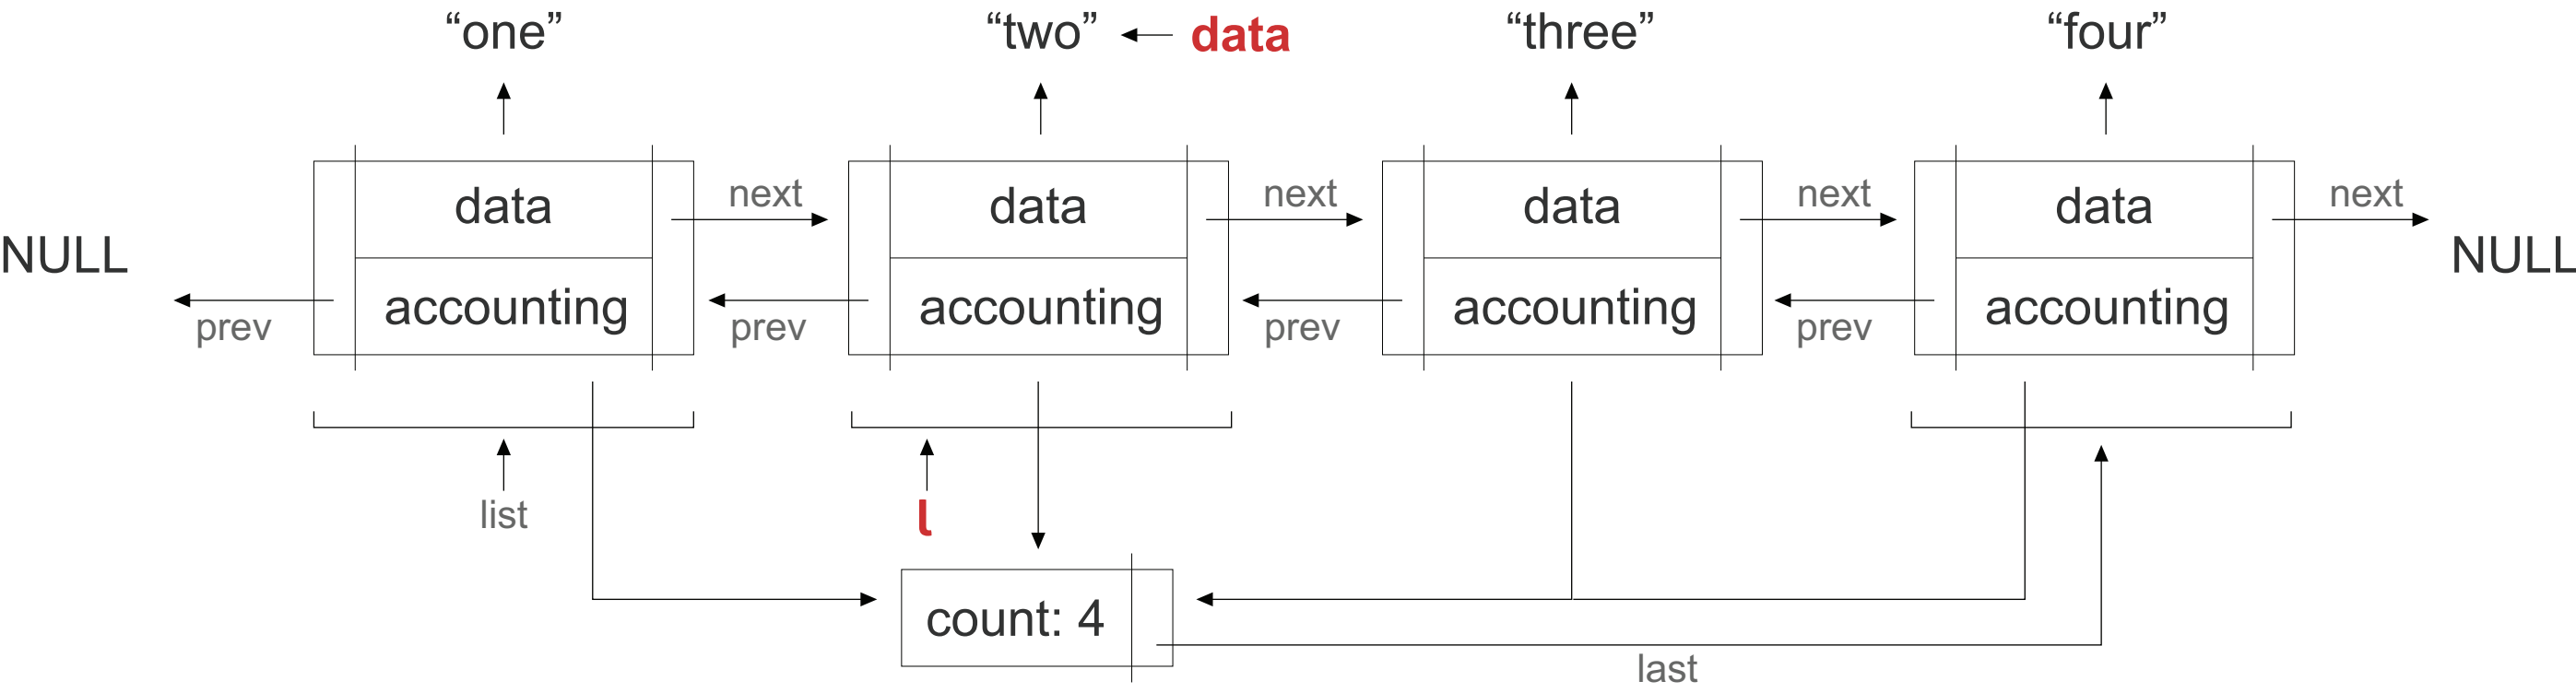 “one” “two” data “three” “four”
data next data next data next data next
NULL NULL
prev accounting prev accounting prev accounting prev accounting
list l
count: 4
last